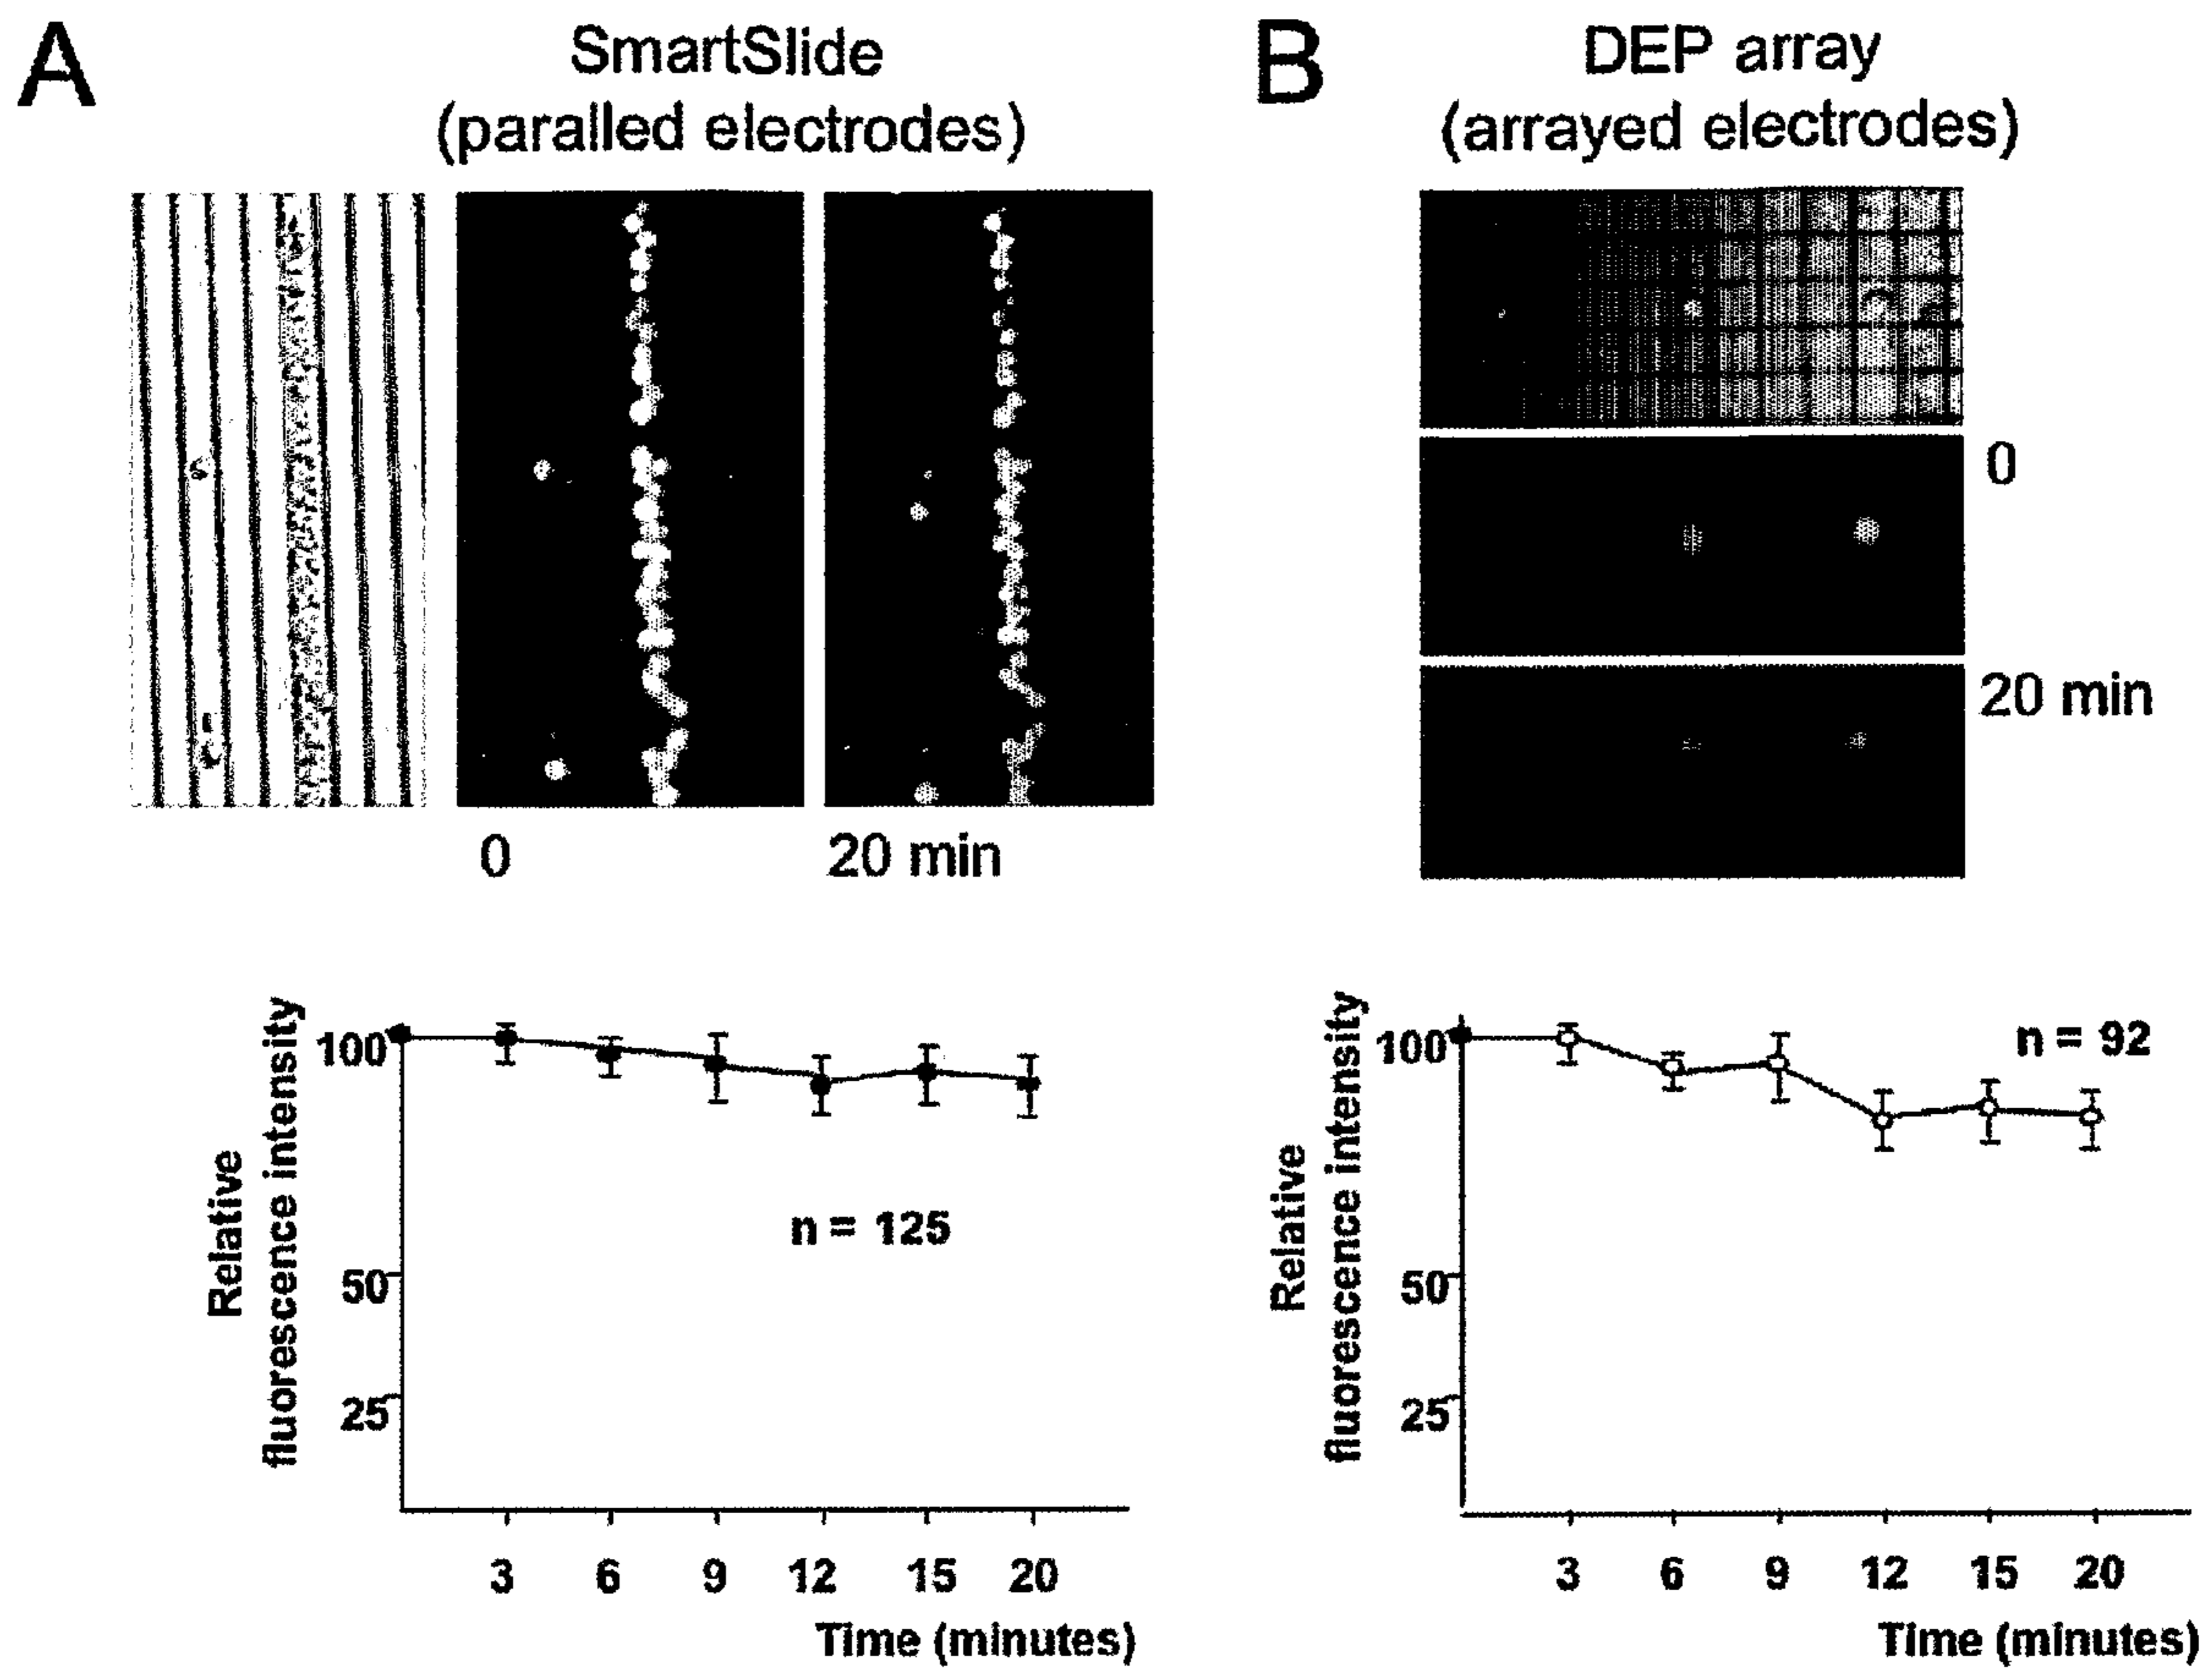 A
SmartSlide
(paralled electrodes)
0
20 min
Relative
fluorescence intensity
100
50
25
n = 125
3 6 9 12 15 20
Time (minutes)
B
DEP array
(arrayed electrodes)
0
20 min
Relative
fluorescence intensity
100
50
25
n = 92
3 6 9 12 15 20
Time (minutes)